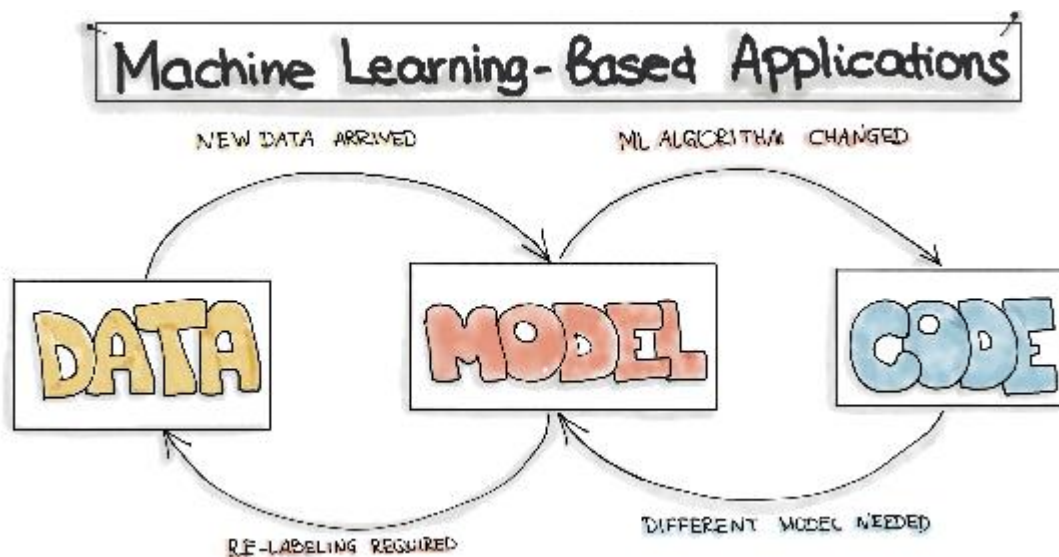 Machine Learning-Based Applications
NEW DATA ARRIVED
ML ALGORITHM CHANGED
DATA
MODEL
CODE
RE-LABELING REQUIRED
DIFFERENT MODEL NEEDED